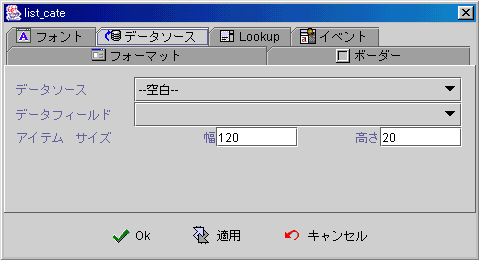 list_cate
フォント データソース Lookup イベント
フォーマット ボーダー
データソース --空白--
データフィールド
アイテム サイズ 幅 120 高さ 20
Ok 適用 キャンセル